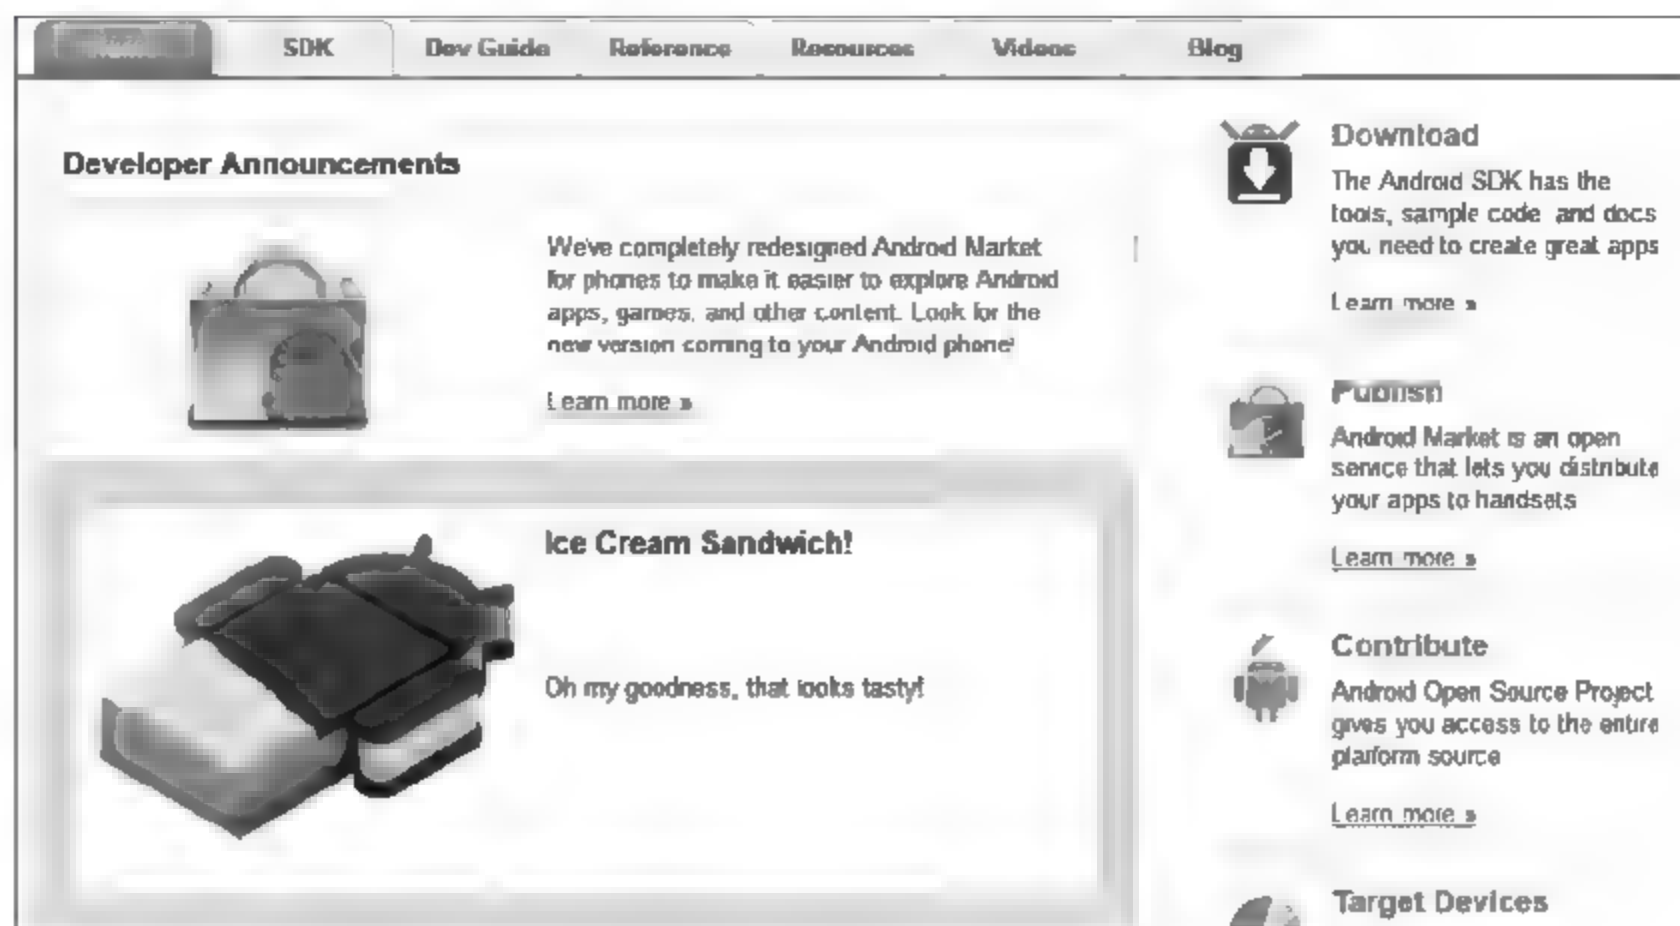 SDK
Dev Guide
Reference
Resources
Videos
Blog
Developer Announcements
We've completely redesigned Android Market
for phones to make it easier to explore Android
apps, games, and other content. Look for the
new version coming to your Android phone!
Learn more »
Ice Cream Sandwich!
Oh my goodness, that looks tasty!
Download
The Android SDK has the
tools, sample code, and docs
you need to create great apps
Learn more »
Publish
Android Market is an open
service that lets you distribute
your apps to handsets
Learn more »
Contribute
Android Open Source Project
gives you access to the entire
platform source
Learn more »
Target Devices